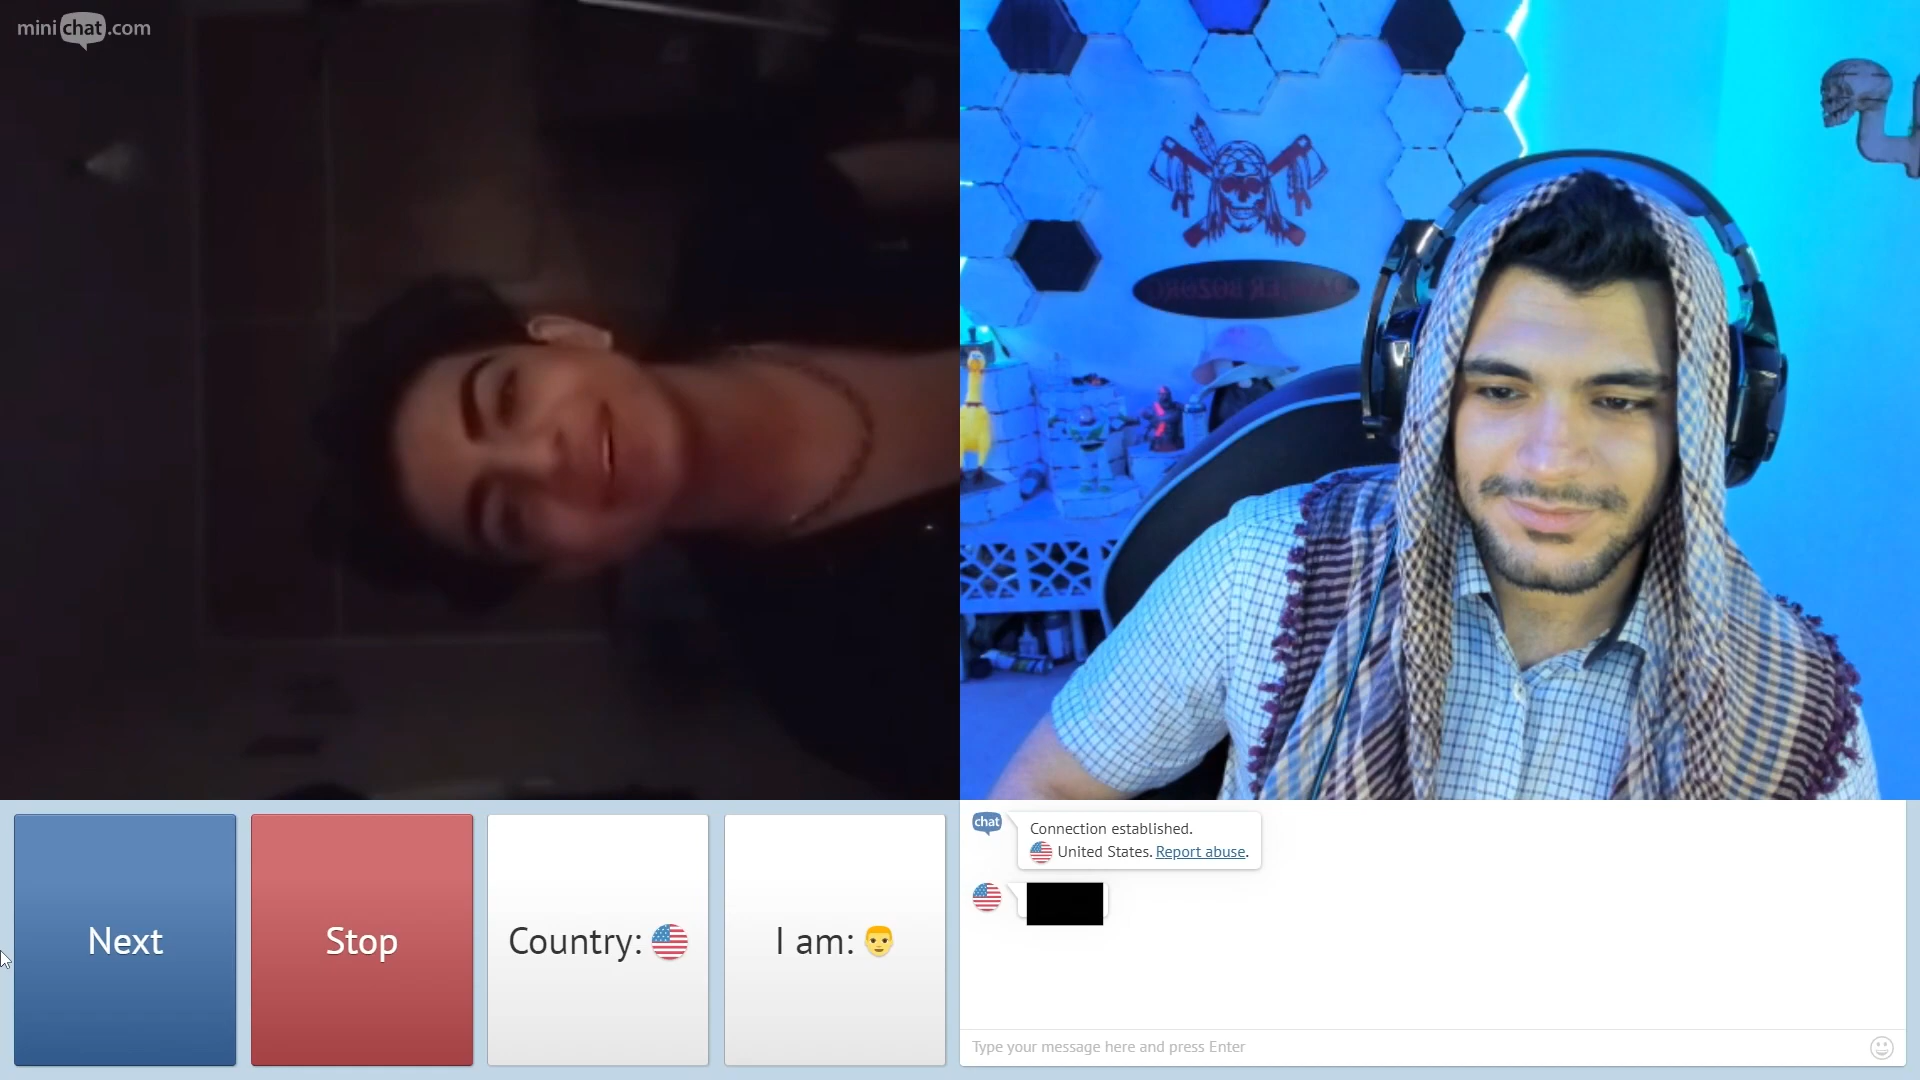 minichat.com
chat
Connection established.
United States. Report abuse.
Next
Stop
Country:
I am:
Type your message here and press Enter